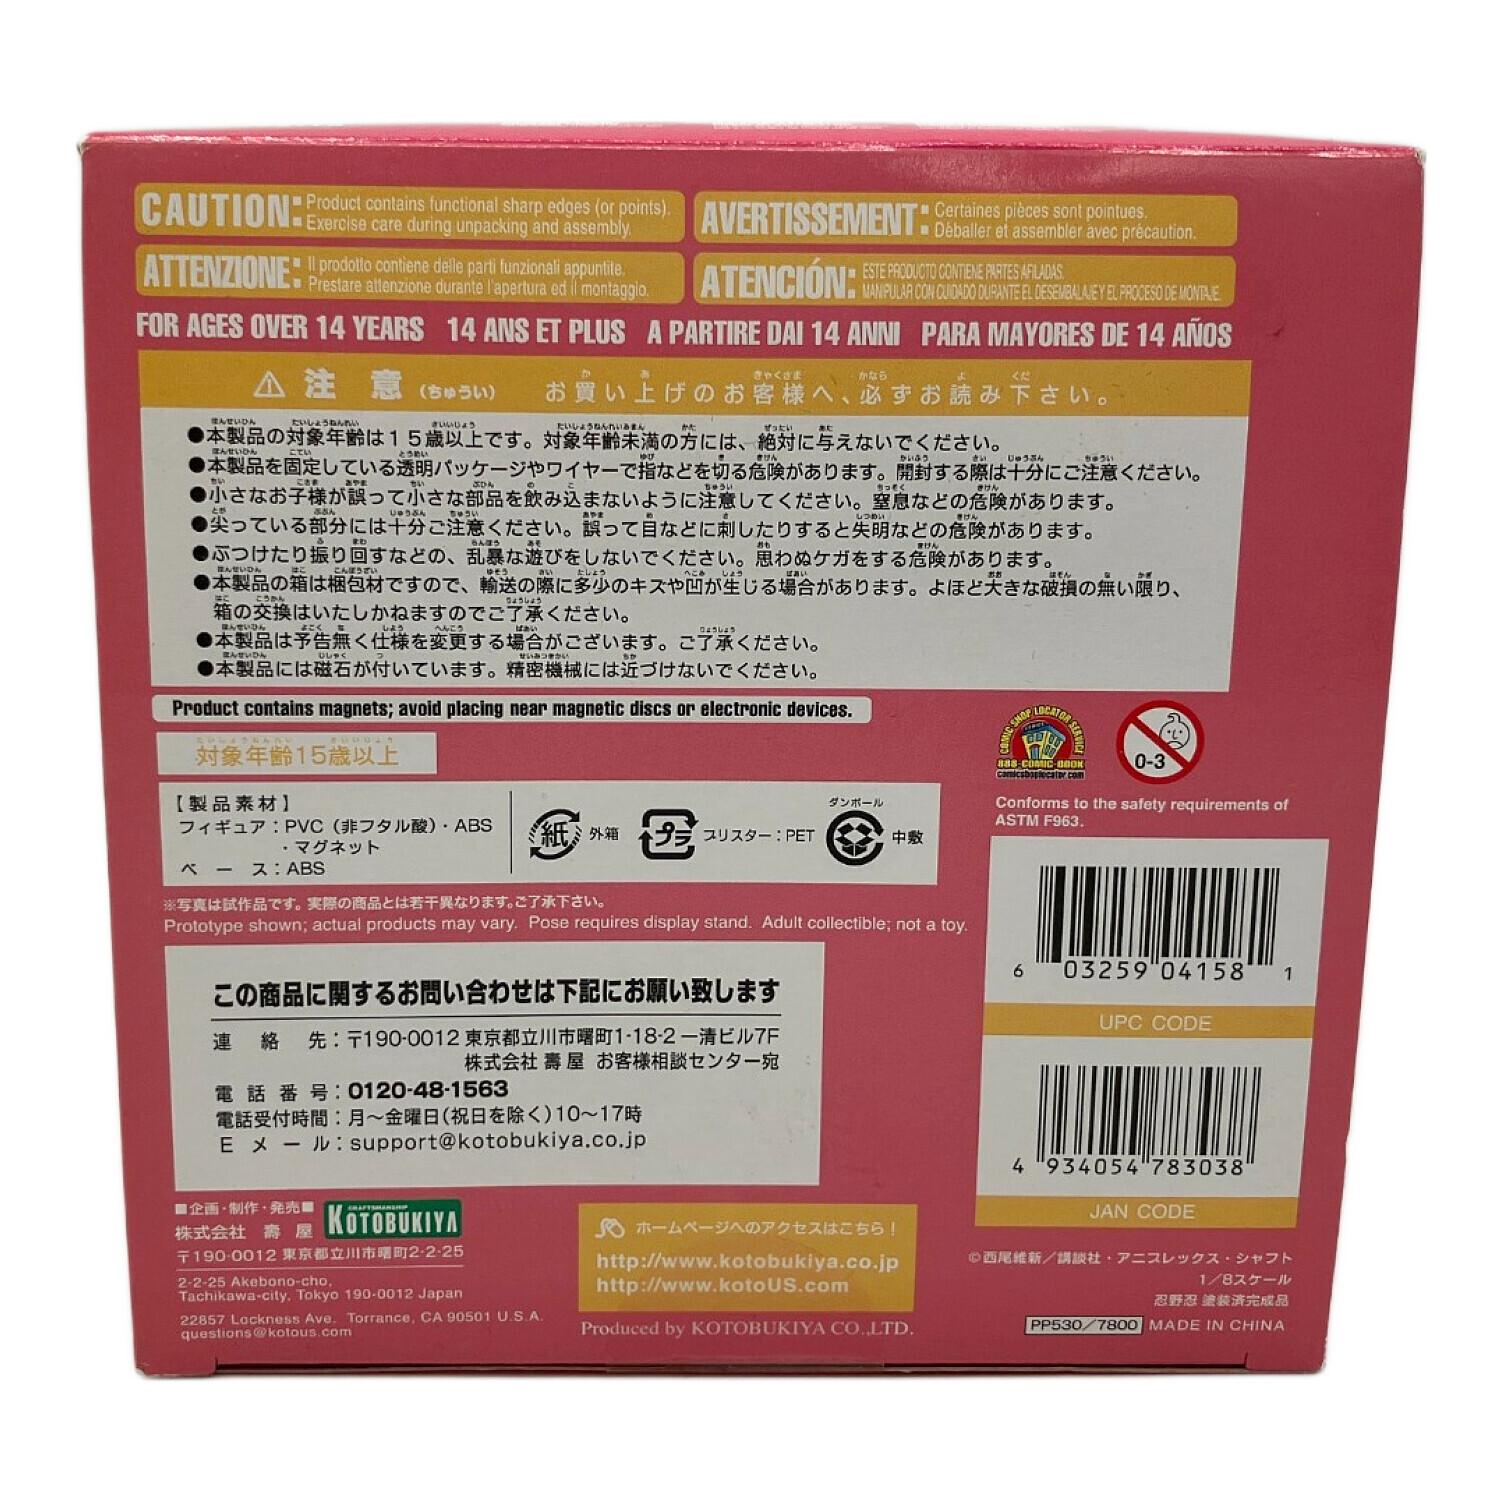 CAUTION: Product contains functional sharp edges (or points).
Exercise care during unpacking and assembly.
AVERTISSEMENT: Certaines pièces sont pointues.
Déballer et assembler avec précaution.
ATTENZIONE: Il prodotto contiene delle parti funzionali appuntite.
Prestare attenzione durante l'apertura ed il montaggio.
ATENCIÓN: ESTE PRODUCTO CONTIENE PARTES AFILADAS.
MANIPULAR CON CUIDADO DURANTE EL DESEMBALAJE Y EL PROCESO DE MONTAJE.
FOR AGES OVER 14 YEARS 14 ANS ET PLUS A PARTIRE DAI 14 ANNI PARA MAYORES DE 14 AÑOS
⚠ 注意(ちゅうい) お買い上げのお客様へ、必ずお読み下さい。
●本製品の対象年齢は15歳以上です。対象年齢未満の方には、絶対に与えないでください。
●本製品を固定している透明パッケージやワイヤーで指などを切る危険があります。開封する際は十分にご注意ください。
●小さなお子様が誤って小さな部品を飲み込まないように注意してください。窒息などの危険があります。
●尖っている部分には十分ご注意ください。誤って目などに刺したりすると失明などの危険があります。
●ぶつけたり振り回すなどの、乱暴な遊びをしないでください。思わぬケガをする危険があります。
●本製品の箱は梱包材ですので、輸送の際に多少のキズや凹が生じる場合があります。よほど大きな破損の無い限り、
箱の交換はいたしかねますのでご了承ください。
●本製品は予告無く仕様を変更する場合がございます。ご了承ください。
●本製品には磁石が付いています。精密機械には近づけないでください。
Product contains magnets; avoid placing near magnetic discs or electronic devices.
対象年齢15歳以上
COMIC SHOP LOCATOR SERVICE
888-COMIC-BOOK
comicshoplocator.com
0-3
Conforms to the safety requirements of
ASTM F963.
【製品素材】
フィギュア:PVC(非フタル酸)・ABS
・マグネット
ベース:ABS
紙 外箱
プラ ブリスター:PET
ダンボール
中敷
※写真は試作品です。実際の商品とは若干異なります。ご了承下さい。
Prototype shown; actual products may vary. Pose requires display stand. Adult collectible; not a toy.
6 03259 04158 1
UPC CODE
4 934054 783038
JAN CODE
この商品に関するお問い合わせは下記にお願い致します
連絡先:〒190-0012 東京都立川市曙町1-18-2 一清ビル7F
株式会社 壽屋 お客様相談センター宛
電話番号:0120-48-1563
電話受付時間:月〜金曜日(祝日を除く)10〜17時
Eメール:support@kotobukiya.co.jp
■企画・制作・発売■
株式会社 壽屋
CRAFTSMANSHIP
KOTOBUKIYA
〒190-0012 東京都立川市曙町2-2-25
2-2-25 Akebono-cho,
Tachikawa-city, Tokyo 190-0012 Japan
22857 Lockness Ave. Torrance, CA 90501 U.S.A.
questions@kotous.com
ホームページへのアクセスはこちら!
http://www.kotobukiya.co.jp
http://www.kotoUS.com
Produced by KOTOBUKIYA CO.,LTD.
©西尾維新/講談社・アニプレックス・シャフト
1/8スケール
忍野忍 塗装済完成品
PP530/7800 MADE IN CHINA